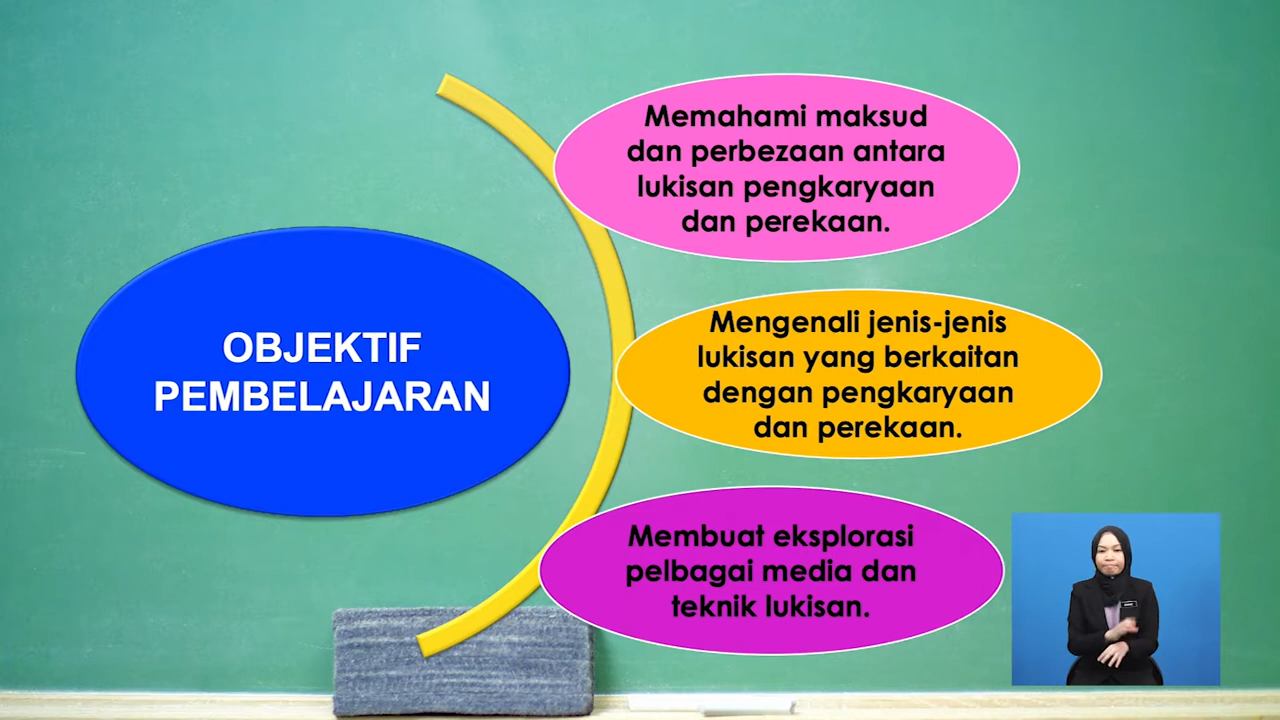 OBJEKTIF
PEMBELAJARAN
Memahami maksud
dan perbezaan antara
lukisan pengkaryaan
dan perekaan.
Mengenali jenis-jenis
lukisan yang berkaitan
dengan pengkaryaan
dan perekaan.
Membuat eksplorasi
pelbagai media dan
teknik lukisan.